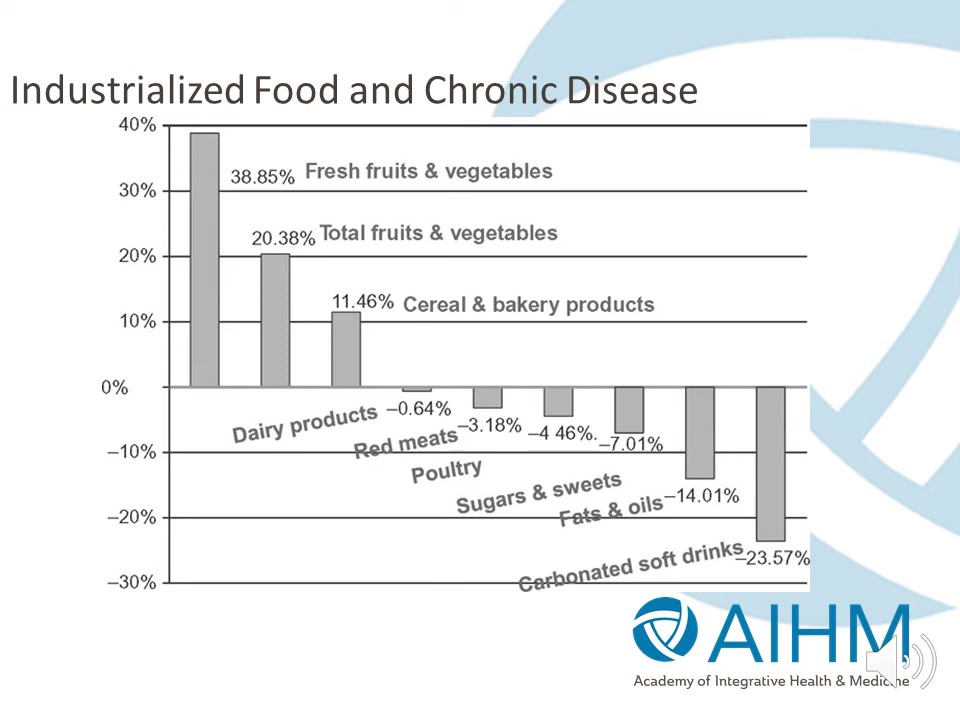 Industrialized Food and Chronic Disease
40%
38.85% Fresh fruits & vegetables
30%
20.38% Total fruits & vegetables
20%
11.46% Cereal & bakery products
10%
0%
Dairy products –0.64%
Red meats –3.18%
Poultry –4 46%.
Sugars & sweets –7.01%
–10%
Fats & oils –14.01%
–20%
Carbonated soft drinks –23.57%
–30%
AIHM
Academy of Integrative Health & Medicine